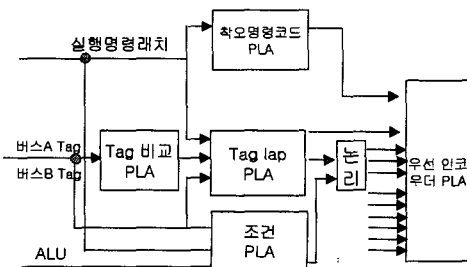 실행명령래치
착오명령코드
PLA
버스A Tag
버스B Tag
Tag 비교
PLA
Tag lap
PLA
논
리
우선 인코
우더 PLA
조건
PLA
ALU